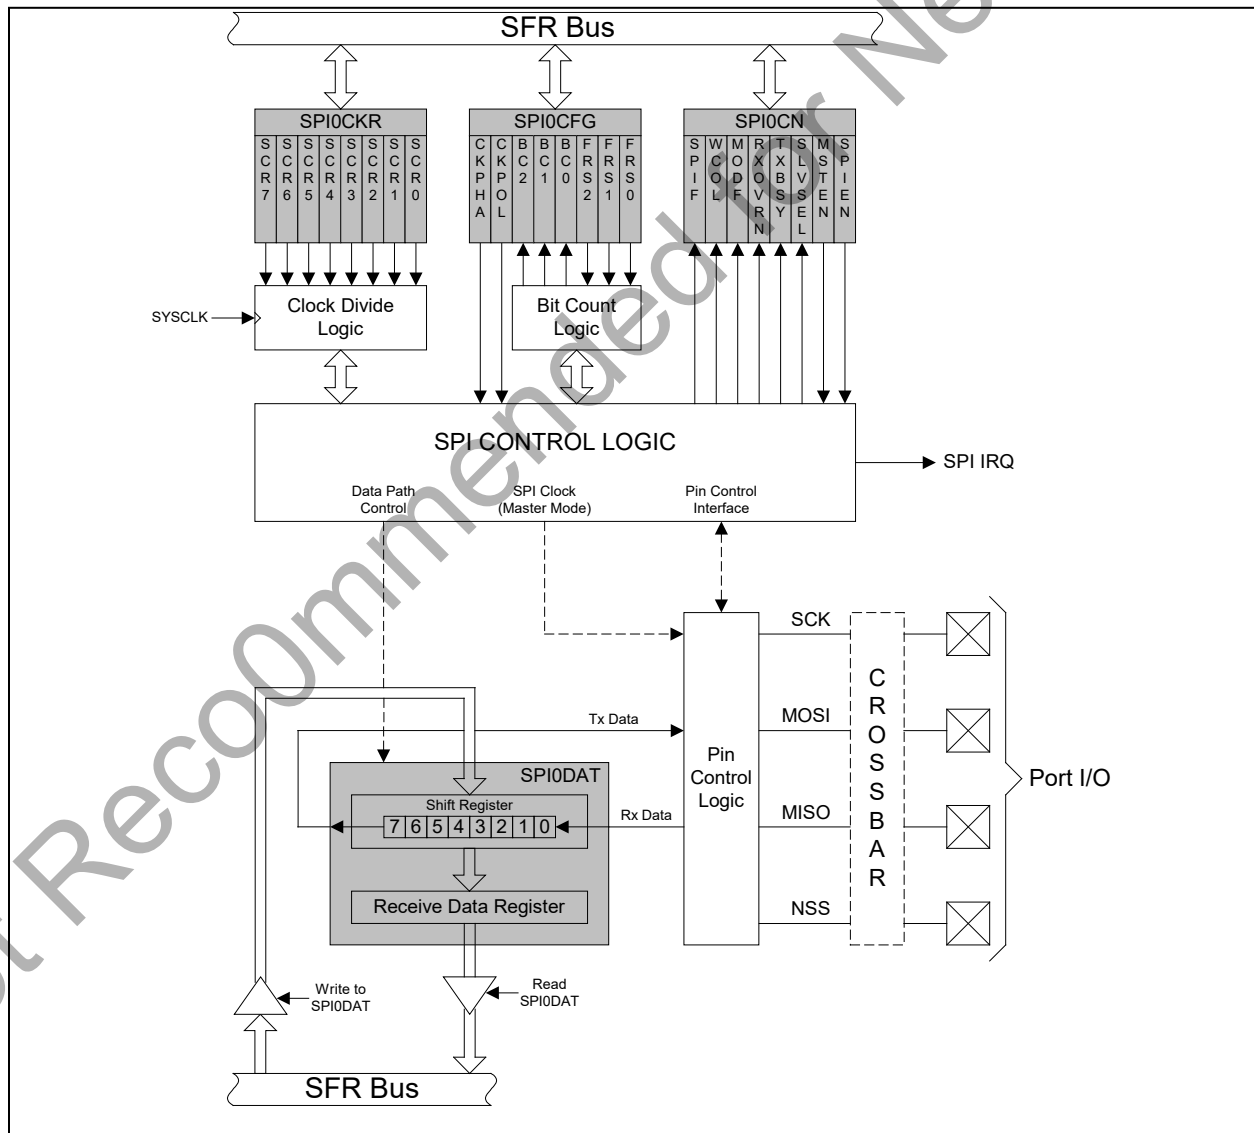 SFR Bus
SPI0CKR
SCR7 SCR6 SCR5 SCR4 SCR3 SCR2 SCR1 SCR0
SPI0CFG
CKPHA CKPOL BC2 BC1 BC0 FRS2 FRS1 FRS0
SPI0CN
SPIF WCOL MODF RXOVRN TXBSY SLVSEL MSTEN SPIEN
SYSCLK
Clock Divide
Logic
Bit Count
Logic
SPI CONTROL LOGIC
SPI IRQ
Data Path
Control
SPI Clock
(Master Mode)
Pin Control
Interface
SCK
MOSI
MISO
NSS
CROSSBAR
Port I/O
Pin
Control
Logic
Tx Data
Rx Data
SPI0DAT
Shift Register
7 6 5 4 3 2 1 0
Receive Data Register
Write to
SPI0DAT
Read
SPI0DAT
SFR Bus
Reco0mmended for